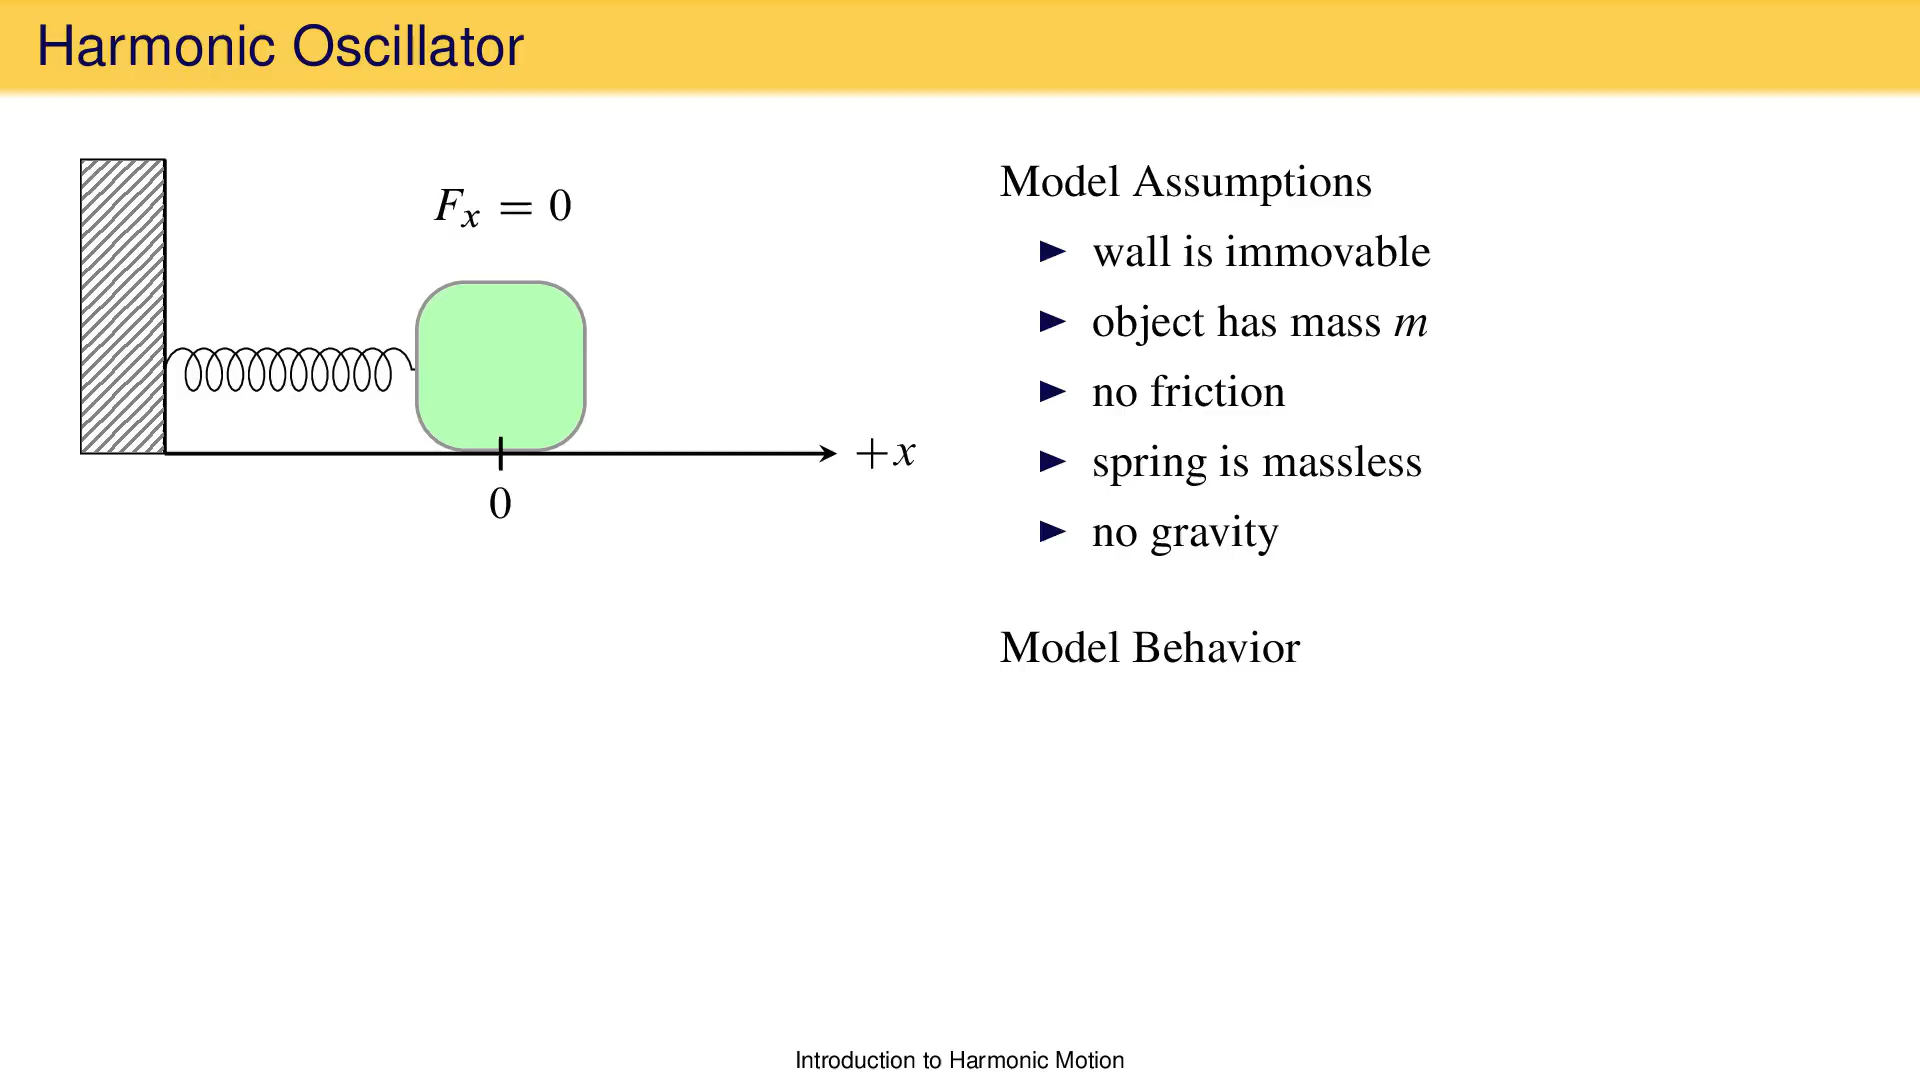 Harmonic Oscillator
F_x = 0
+x
0
Model Assumptions
▶ wall is immovable
▶ object has mass m
▶ no friction
▶ spring is massless
▶ no gravity
Model Behavior
Introduction to Harmonic Motion